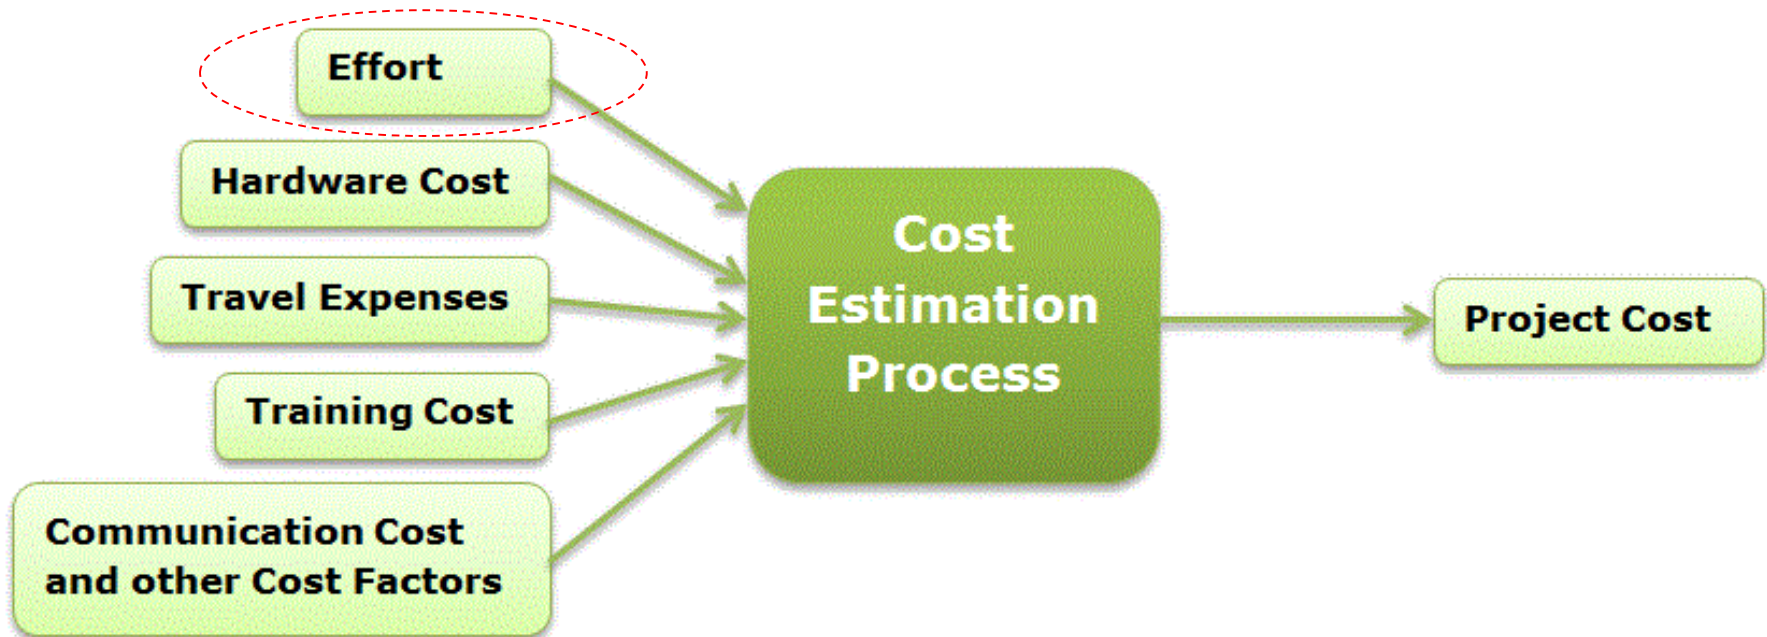 Effort
Hardware Cost
Travel Expenses
Training Cost
Communication Cost
and other Cost Factors
Cost
Estimation
Process
Project Cost